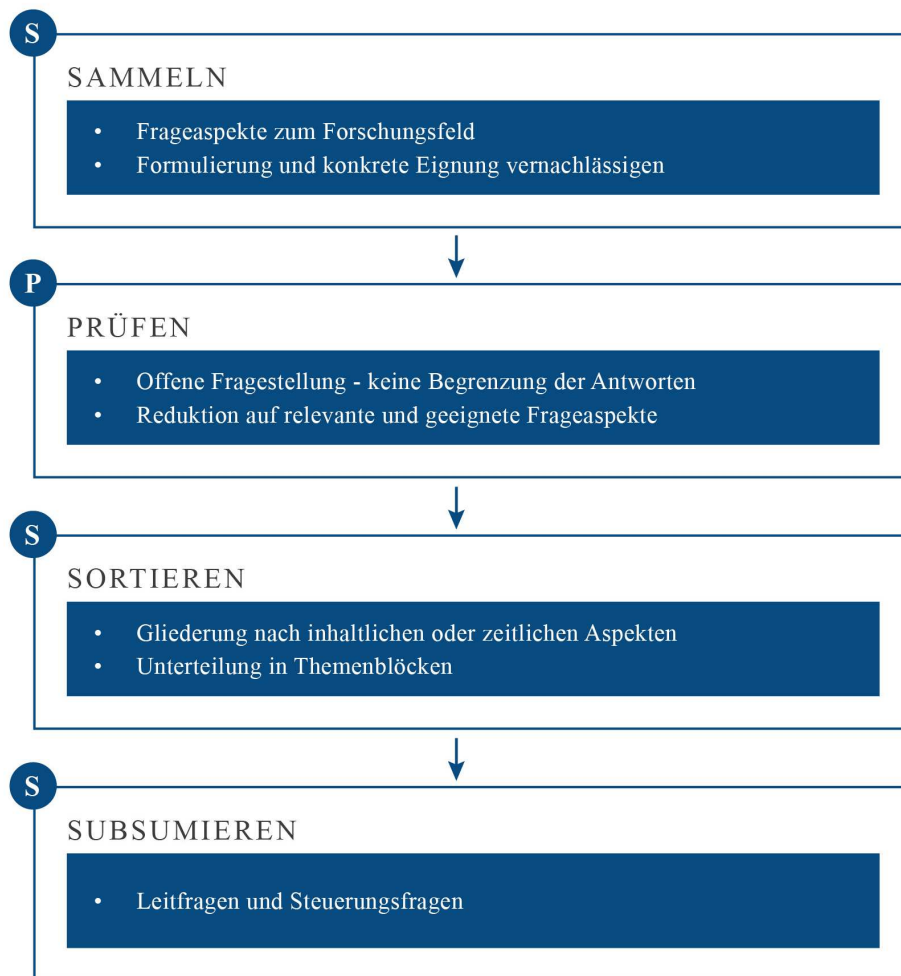 S
SAMMELN
• Frageaspekte zum Forschungsfeld
• Formulierung und konkrete Eignung vernachlässigen
P
PRÜFEN
• Offene Fragestellung - keine Begrenzung der Antworten
• Reduktion auf relevante und geeignete Frageaspekte
S
SORTIEREN
• Gliederung nach inhaltlichen oder zeitlichen Aspekten
• Unterteilung in Themenblöcken
S
SUBSUMIEREN
• Leitfragen und Steuerungsfragen